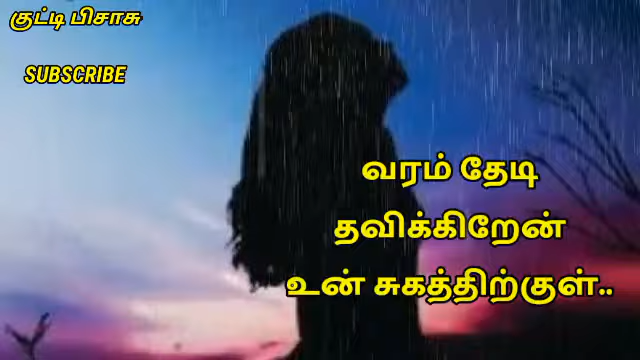 குட்டி பிசாசு
SUBSCRIBE
வரம் தேடி
தவிக்கிறேன்
உன் சுகத்திற்குள்..